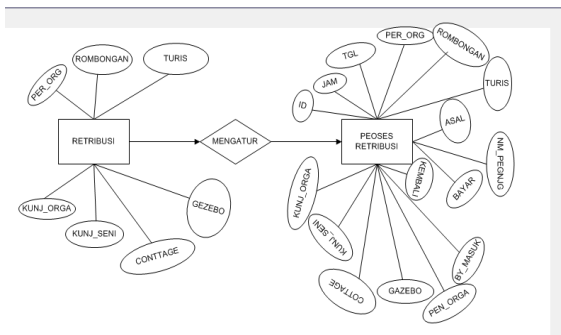 PER_ORG
ROMBONGAN
TURIS
RETRIBUSI
KUNJ_ORGA
KUNJ_SENI
CONTTAGE
GEZEBO
MENGATUR
ID
JAM
TGL
PER_ORG
ROMBONGAN
TURIS
PEOSES
RETRIBUSI
ASAL
NM_PEGNJG
BAYAR
KEMBALI
BY_MASUK
PEN_ORGA
GAZEBO
COTTAGE
KUNJ_SENI
KUNJ_ORGA